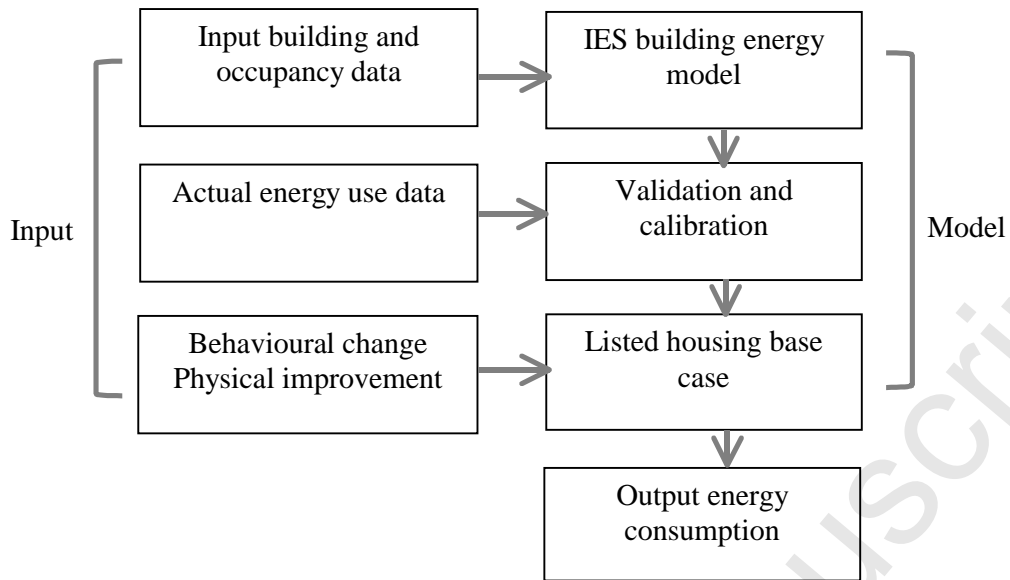 Input building and
occupancy data
IES building energy
model
Actual energy use data
Validation and
calibration
Input
Model
Behavioural change
Physical improvement
Listed housing base
case
Output energy
consumption